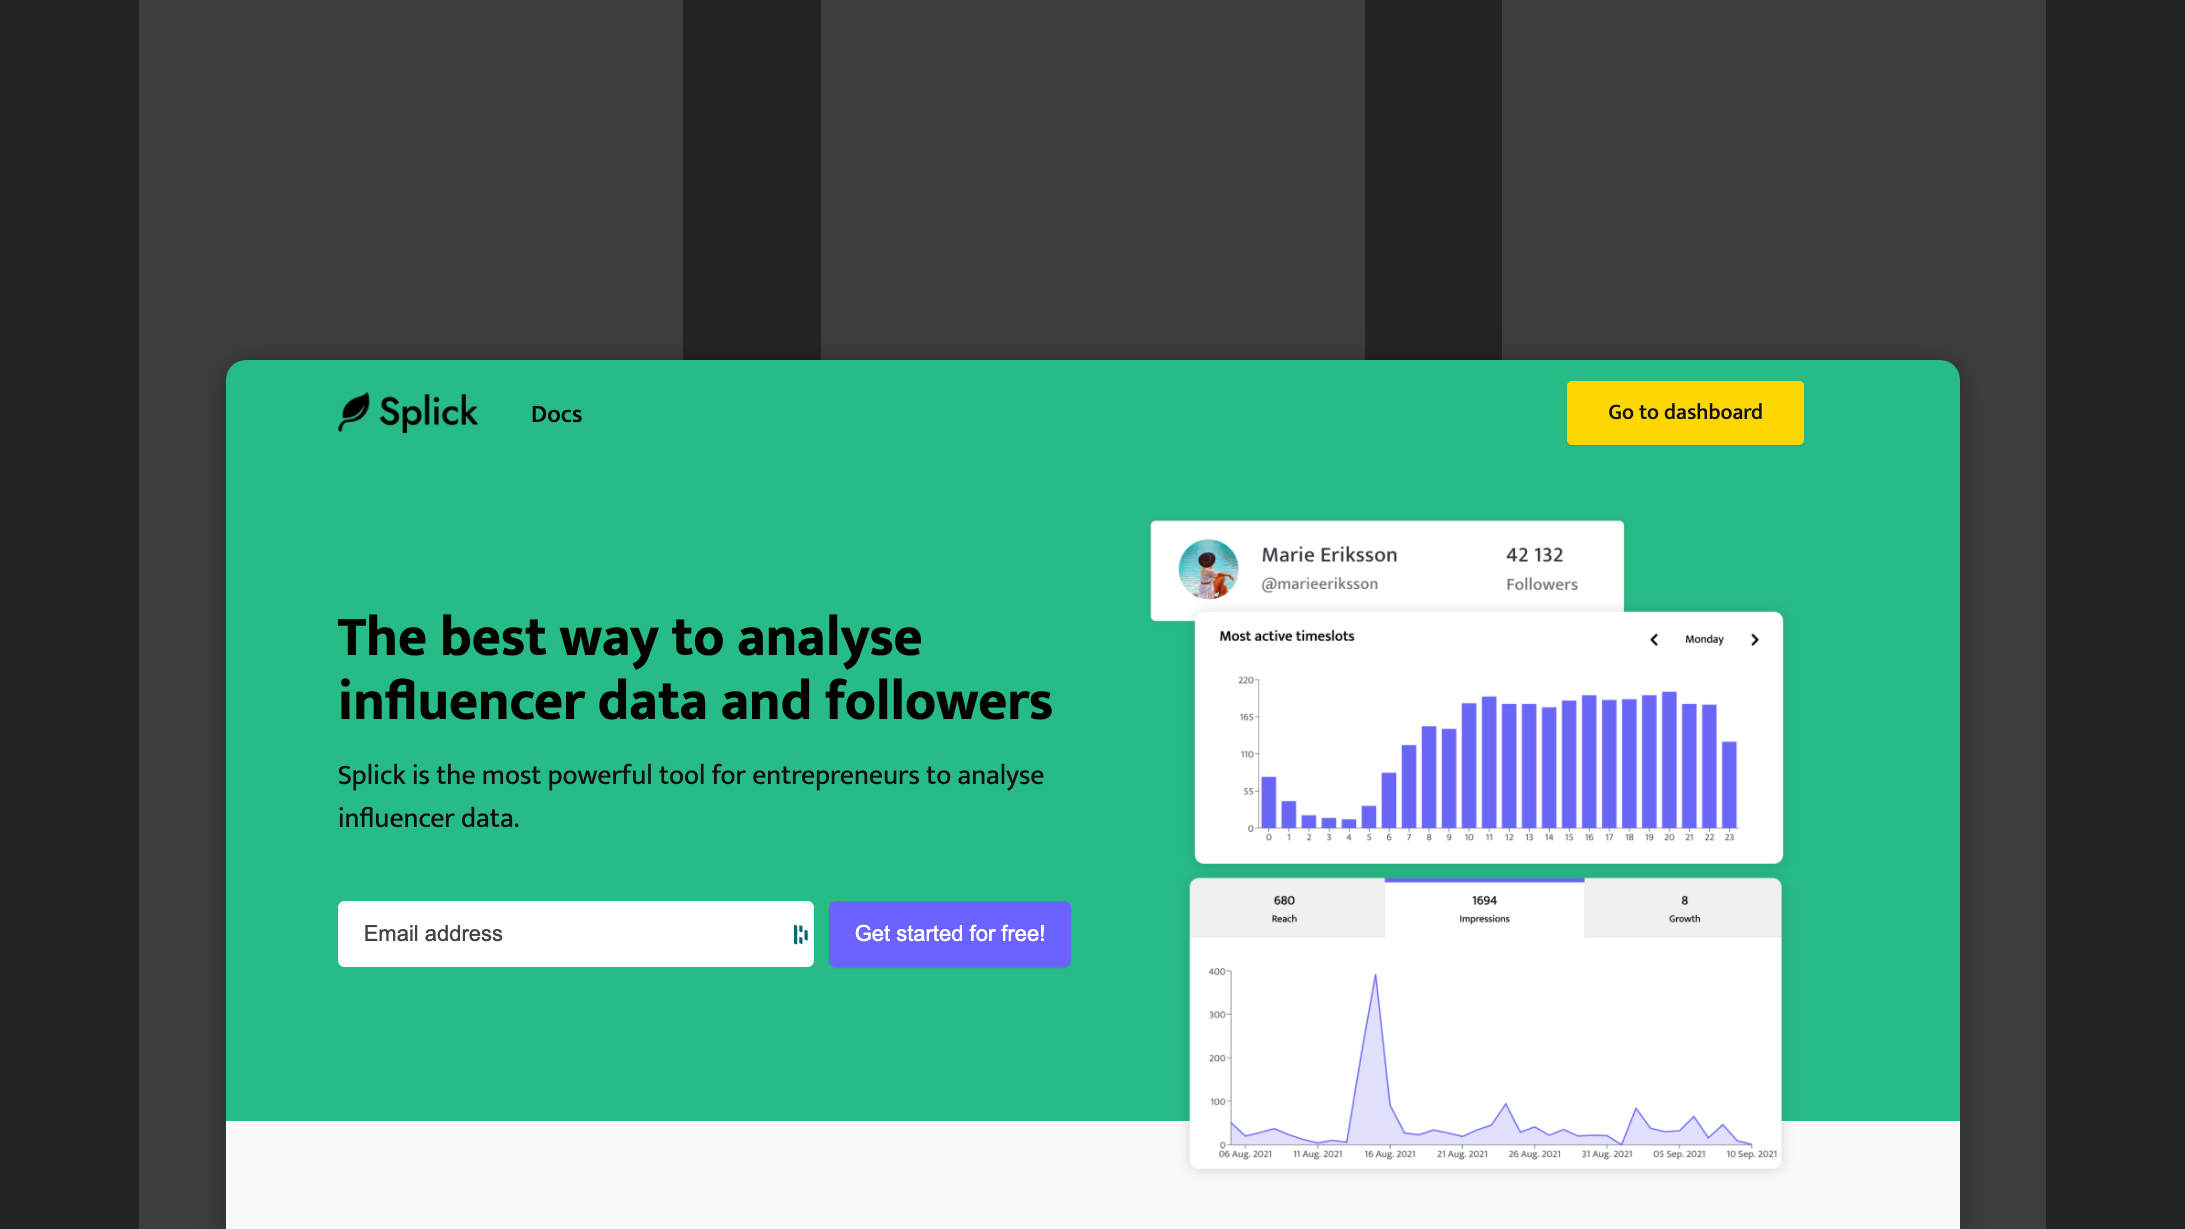 Splick
Docs
Go to dashboard
The best way to analyse
influencer data and followers
Splick is the most powerful tool for entrepreneurs to analyse
influencer data.
Email address
Get started for free!
Marie Eriksson
42 132
@marieeriksson
Followers
Most active timeslots
Monday
220
165
110
55
0
0 1 2 3 4 5 6 7 8 9 10 11 12 13 14 15 16 17 18 19 20 21 22 23
680
Reach
1694
Impressions
8
Growth
400
300
200
100
0
06 Aug. 2021 11 Aug. 2021 16 Aug. 2021 21 Aug. 2021 26 Aug. 2021 31 Aug. 2021 05 Sep. 2021 10 Sep. 2021